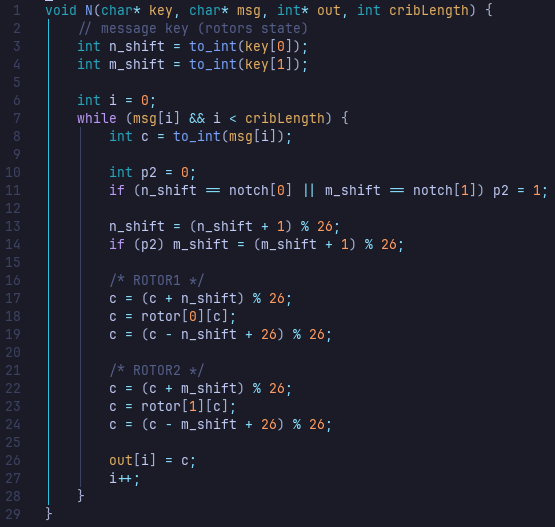 1 void N(char* key, char* msg, int* out, int cribLength) {
2     // message key (rotors state)
3     int n_shift = to_int(key[0]);
4     int m_shift = to_int(key[1]);
5
6     int i = 0;
7     while (msg[i] && i < cribLength) {
8         int c = to_int(msg[i]);
9
10         int p2 = 0;
11         if (n_shift == notch[0] || m_shift == notch[1]) p2 = 1;
12
13         n_shift = (n_shift + 1) % 26;
14         if (p2) m_shift = (m_shift + 1) % 26;
15
16         /* ROTOR1 */
17         c = (c + n_shift) % 26;
18         c = rotor[0][c];
19         c = (c - n_shift + 26) % 26;
20
21         /* ROTOR2 */
22         c = (c + m_shift) % 26;
23         c = rotor[1][c];
24         c = (c - m_shift + 26) % 26;
25
26         out[i] = c;
27         i++;
28     }
29 }